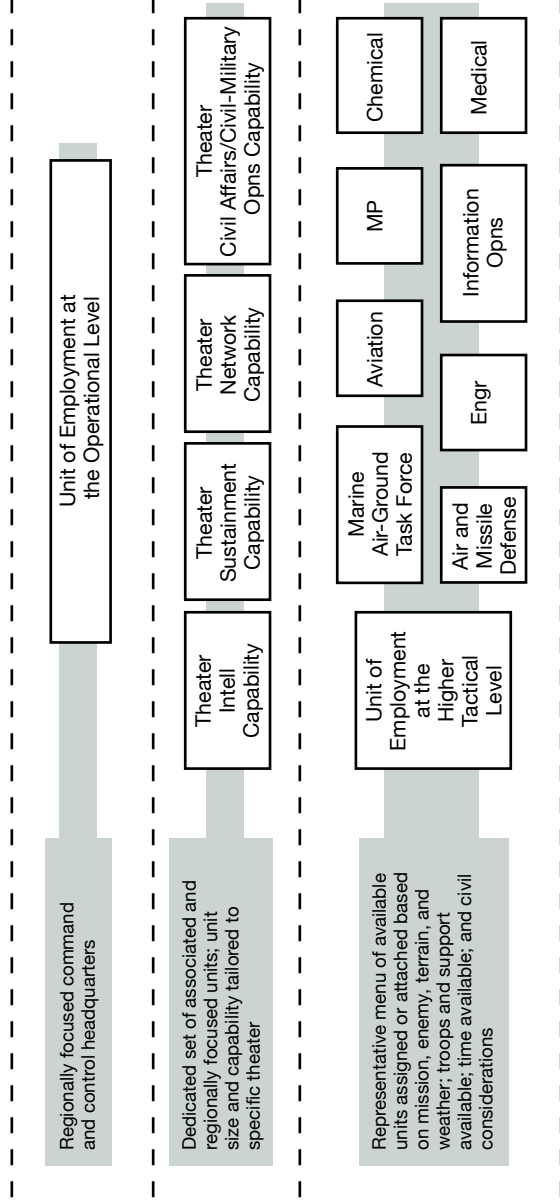 Regionally focused command
and control headquarters
Unit of Employment at
the Operational Level
Dedicated set of associated and
regionally focused units; unit
size and capability tailored to
specific theater
Theater
Intell
Capability
Theater
Sustainment
Capability
Theater
Network
Capability
Theater
Civil Affairs/Civil-Military
Opns Capability
Representative menu of available
units assigned or attached based
on mission, enemy, terrain, and
weather; troops and support
available; time available; and civil
considerations
Unit of
Employment
at the
Higher
Tactical
Level
Marine
Air-Ground
Task Force
Aviation
MP
Chemical
Air and
Missile
Defense
Engr
Information
Opns
Medical